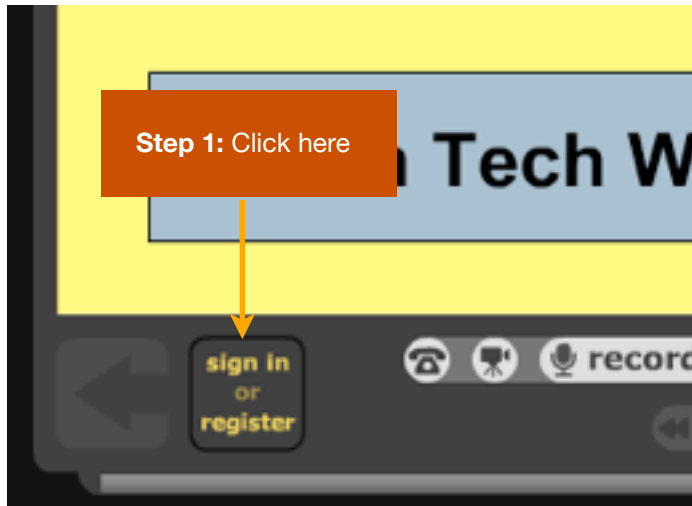 Step 1: Click here
Tech
sign in
or
register
record